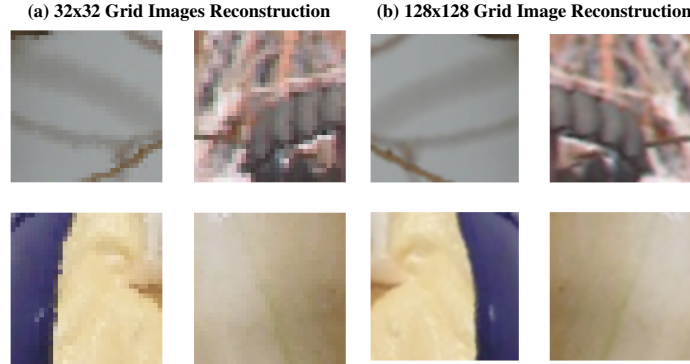 (a) 32x32 Grid Images Reconstruction
(b) 128x128 Grid Image Reconstruction